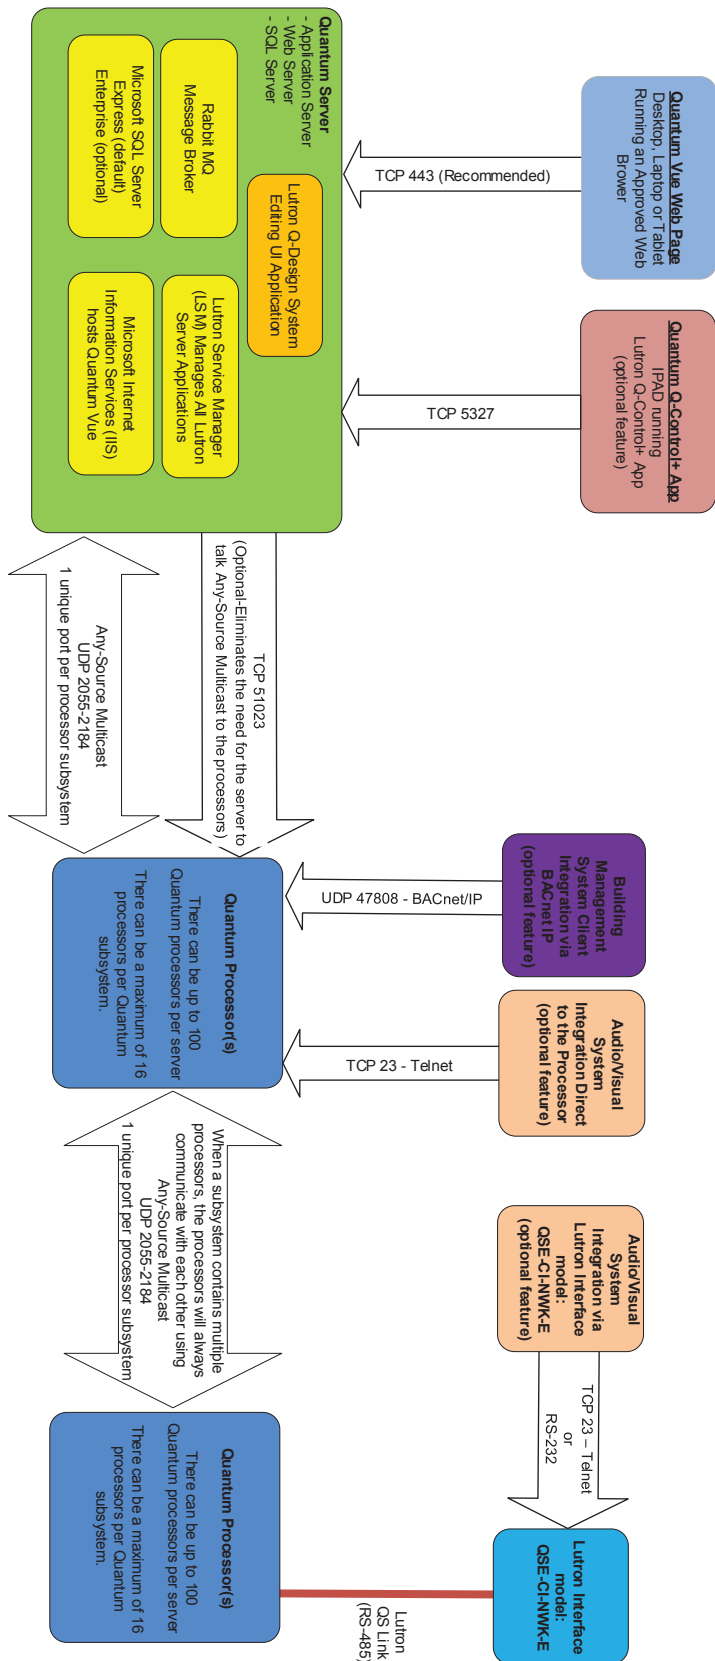 Quantum Vue Web Page
Desktop, Laptop or Tablet
Running an Approved Web
Brower
Quantum Q-Control+ App
IPAD running
Lutron Q-Control+ App
(optional feature)
Building
Management
System Client
Integration via
BACnet IP
(optional feature)
Audio/Visual
System
Integration Direct
to the Processor
(optional feature)
Audio/Visual
System
Integration via
Lutron Interface
model:
QSE-CI-NWK-E
(optional feature)
TCP 23 – Telnet
or
RS-232
Lutron Interface
model:
QSE-CI-NWK-E
TCP 443 (Recommended)
TCP 5327
UDP 47808 - BACnet/IP
TCP 23 - Telnet
Lutron
QS Link
(RS-485)
Quantum Server
- Application Server
- Web Server
- SQL Server
Lutron Q-Design System
Editing UI Application
Rabbit MQ
Message Broker
Lutron Service Manager
(LSM) Manages All Lutron
Server Applications
Microsoft SQL Server
Express (default)
Enterprise (optional)
Microsoft Internet
Information Services (IIS)
hosts Quantum Vue
TCP 51023
(Optional-Eliminates the need for the server to
talk Any-Source Multicast to the processors)
Any-Source Multicast
UDP 2055-2184
1 unique port per processor subsystem
Quantum Processor(s)
There can be up to 100
Quantum processors per server
There can be a maximum of 16
processors per Quantum
subsystem.
When a subsystem contains multiple
processors, the processors will always
communicate with each other using
Any-Source Multicast
UDP 2055-2184
1 unique port per processor subsystem
Quantum Processor(s)
There can be up to 100
Quantum processors per server
There can be a maximum of 16
processors per Quantum
subsystem.